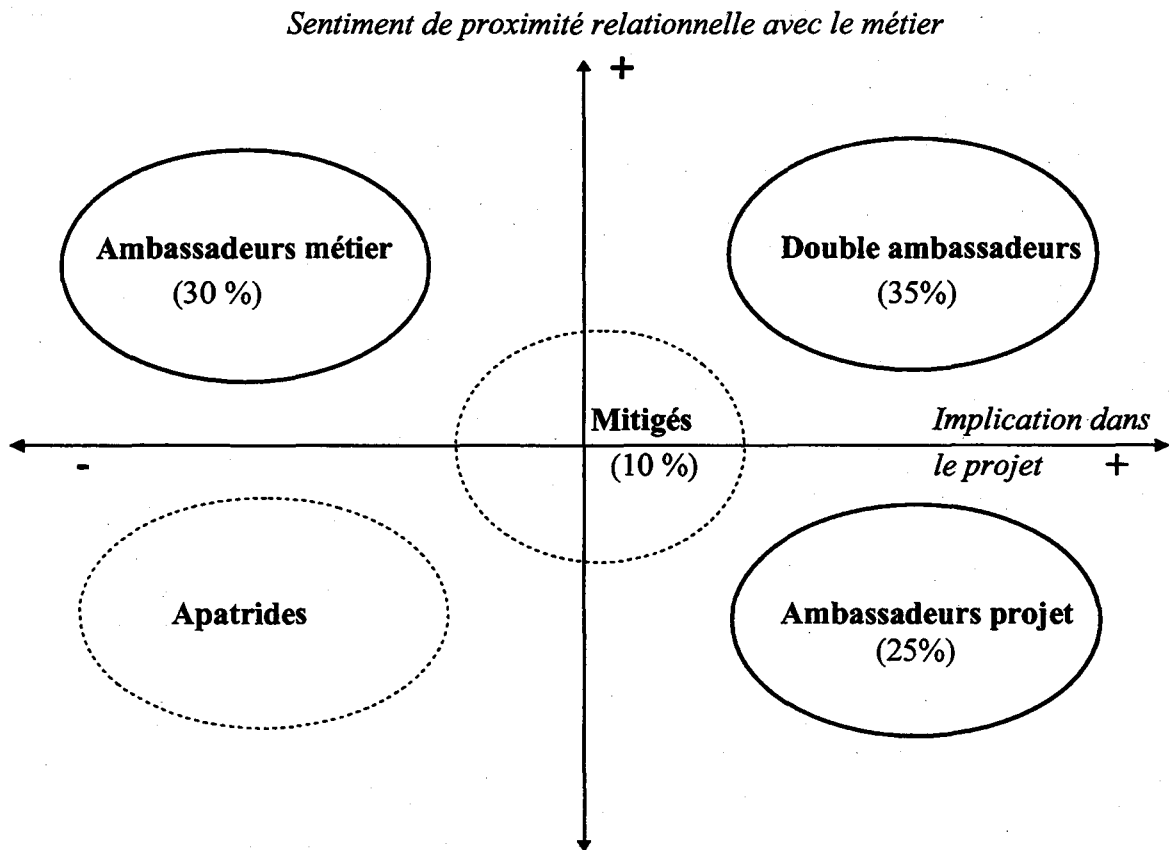 Sentiment de proximité relationnelle avec le métier
+
Ambassadeurs métier
(30 %)
Double ambassadeurs
(35%)
Mitigés
(10 %)
Implication dans
le projet +
-
Apatrides
Ambassadeurs projet
(25%)